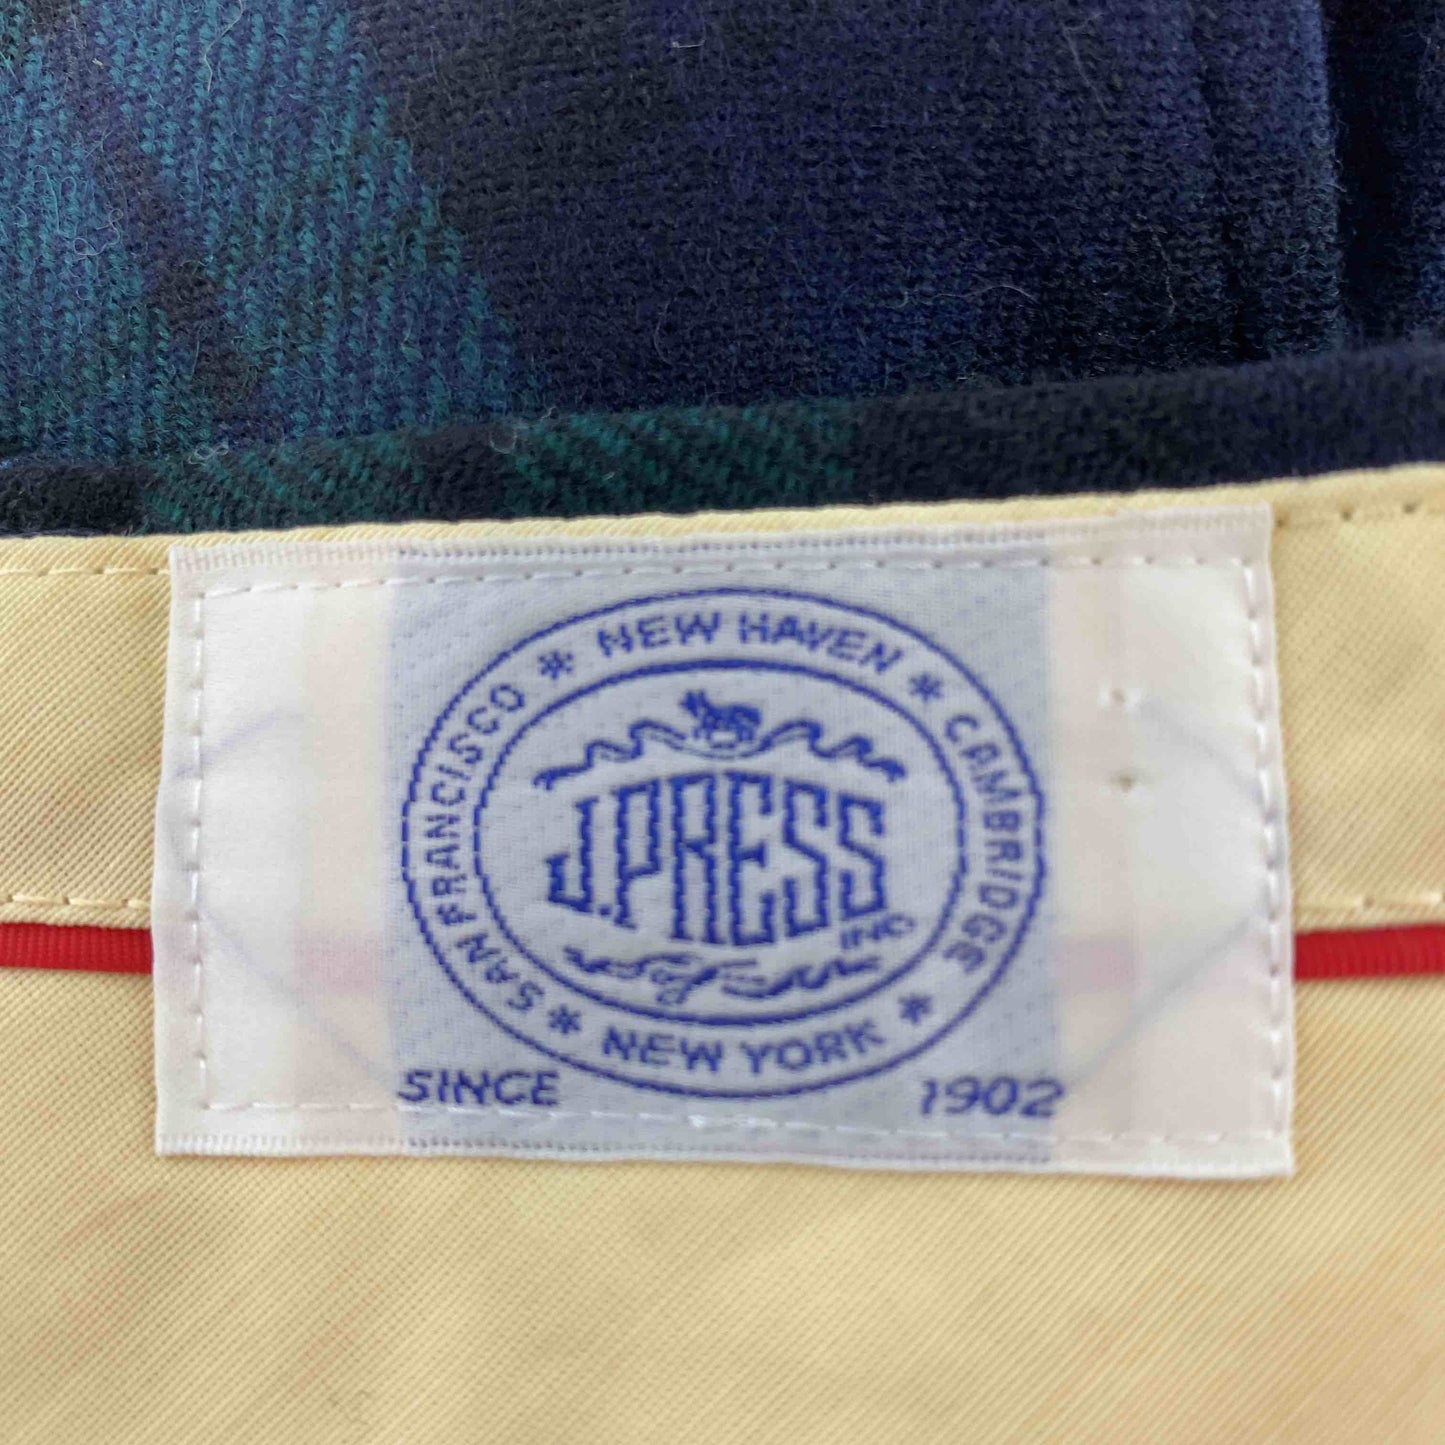 SAN FRANCISCO * NEW HAVEN * CAMBRIDGE * NEW YORK *
J.PRESS
INC
SINCE 1902